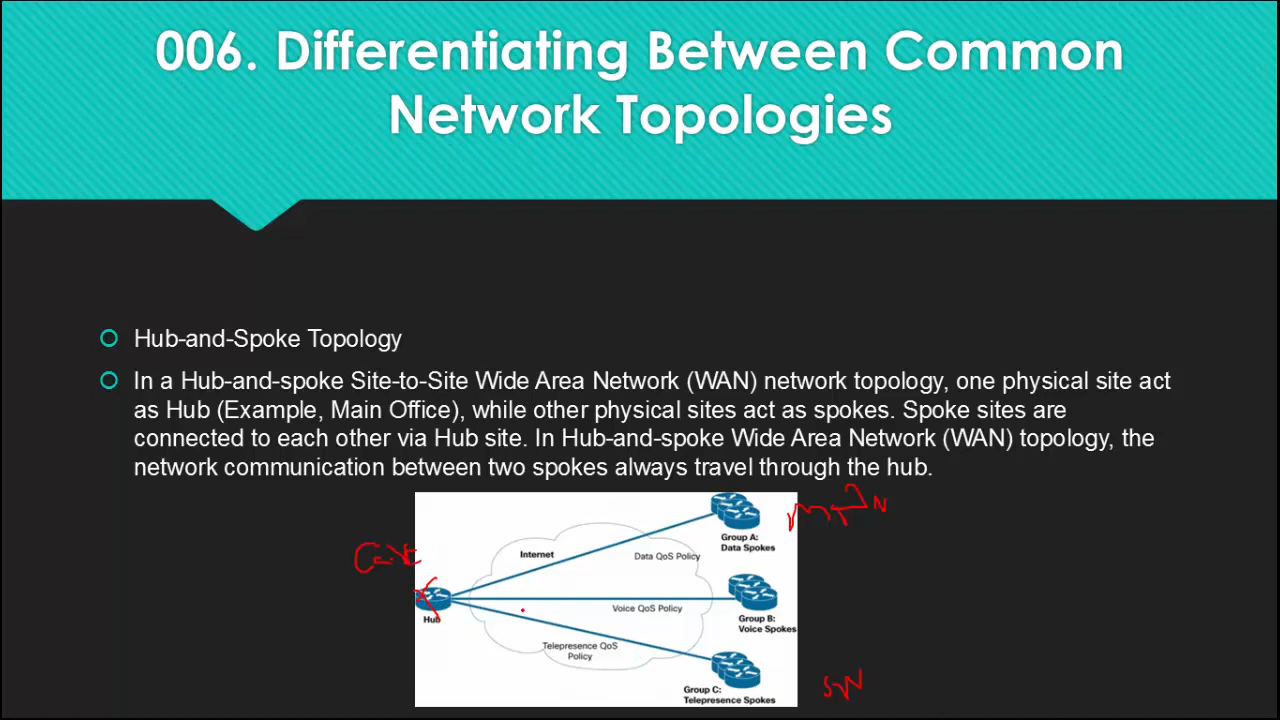 006. Differentiating Between Common
Network Topologies
Hub-and-Spoke Topology
In a Hub-and-spoke Site-to-Site Wide Area Network (WAN) network topology, one physical site act
as Hub (Example, Main Office), while other physical sites act as spokes. Spoke sites are
connected to each other via Hub site. In Hub-and-spoke Wide Area Network (WAN) topology, the
network communication between two spokes always travel through the hub.
Group A:
Data Spokes
Internet
Data QoS Policy
Hub
Voice QoS Policy
Group B:
Voice Spokes
Telepresence QoS
Policy
Group C:
Telepresence Spokes